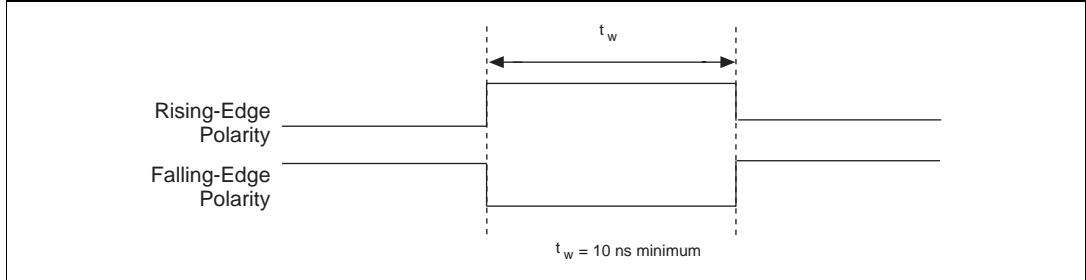 t w
Rising-Edge
Polarity
Falling-Edge
Polarity
t w = 10 ns minimum